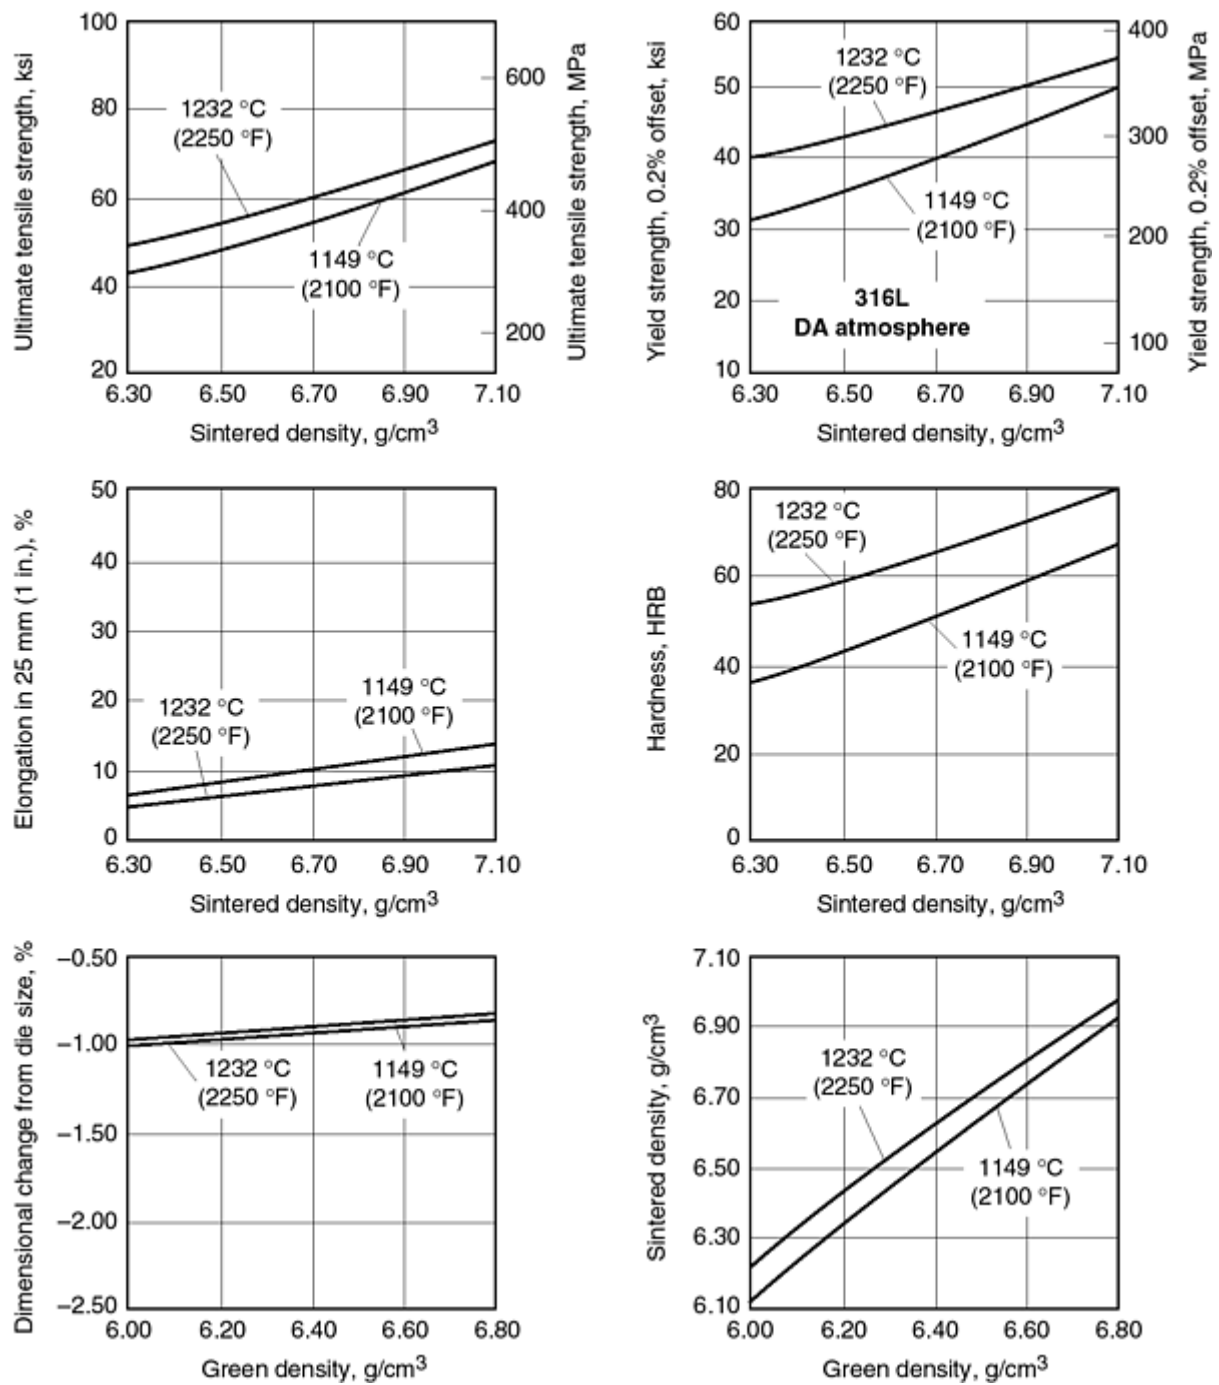 Ultimate tensile strength, ksi
100
80
60
40
20
1232 °C
(2250 °F)
1149 °C
(2100 °F)
600
400
200
Ultimate tensile strength, MPa
6.30 6.50 6.70 6.90 7.10
Sintered density, g/cm³
Yield strength, 0.2% offset, ksi
60
50
40
30
20
10
1232 °C
(2250 °F)
1149 °C
(2100 °F)
316L
DA atmosphere
400
300
200
100
Yield strength, 0.2% offset, MPa
6.30 6.50 6.70 6.90 7.10
Sintered density, g/cm³
Elongation in 25 mm (1 in.), %
50
40
30
20
10
0
1232 °C
(2250 °F)
1149 °C
(2100 °F)
6.30 6.50 6.70 6.90 7.10
Sintered density, g/cm³
Hardness, HRB
80
60
40
20
0
1232 °C
(2250 °F)
1149 °C
(2100 °F)
6.30 6.50 6.70 6.90 7.10
Sintered density, g/cm³
Dimensional change from die size, %
–0.50
–1.00
–1.50
–2.00
–2.50
1232 °C
(2250 °F)
1149 °C
(2100 °F)
6.00 6.20 6.40 6.60 6.80
Green density, g/cm³
Sintered density, g/cm³
7.10
6.90
6.70
6.50
6.30
6.10
1232 °C
(2250 °F)
1149 °C
(2100 °F)
6.00 6.20 6.40 6.60 6.80
Green density, g/cm³